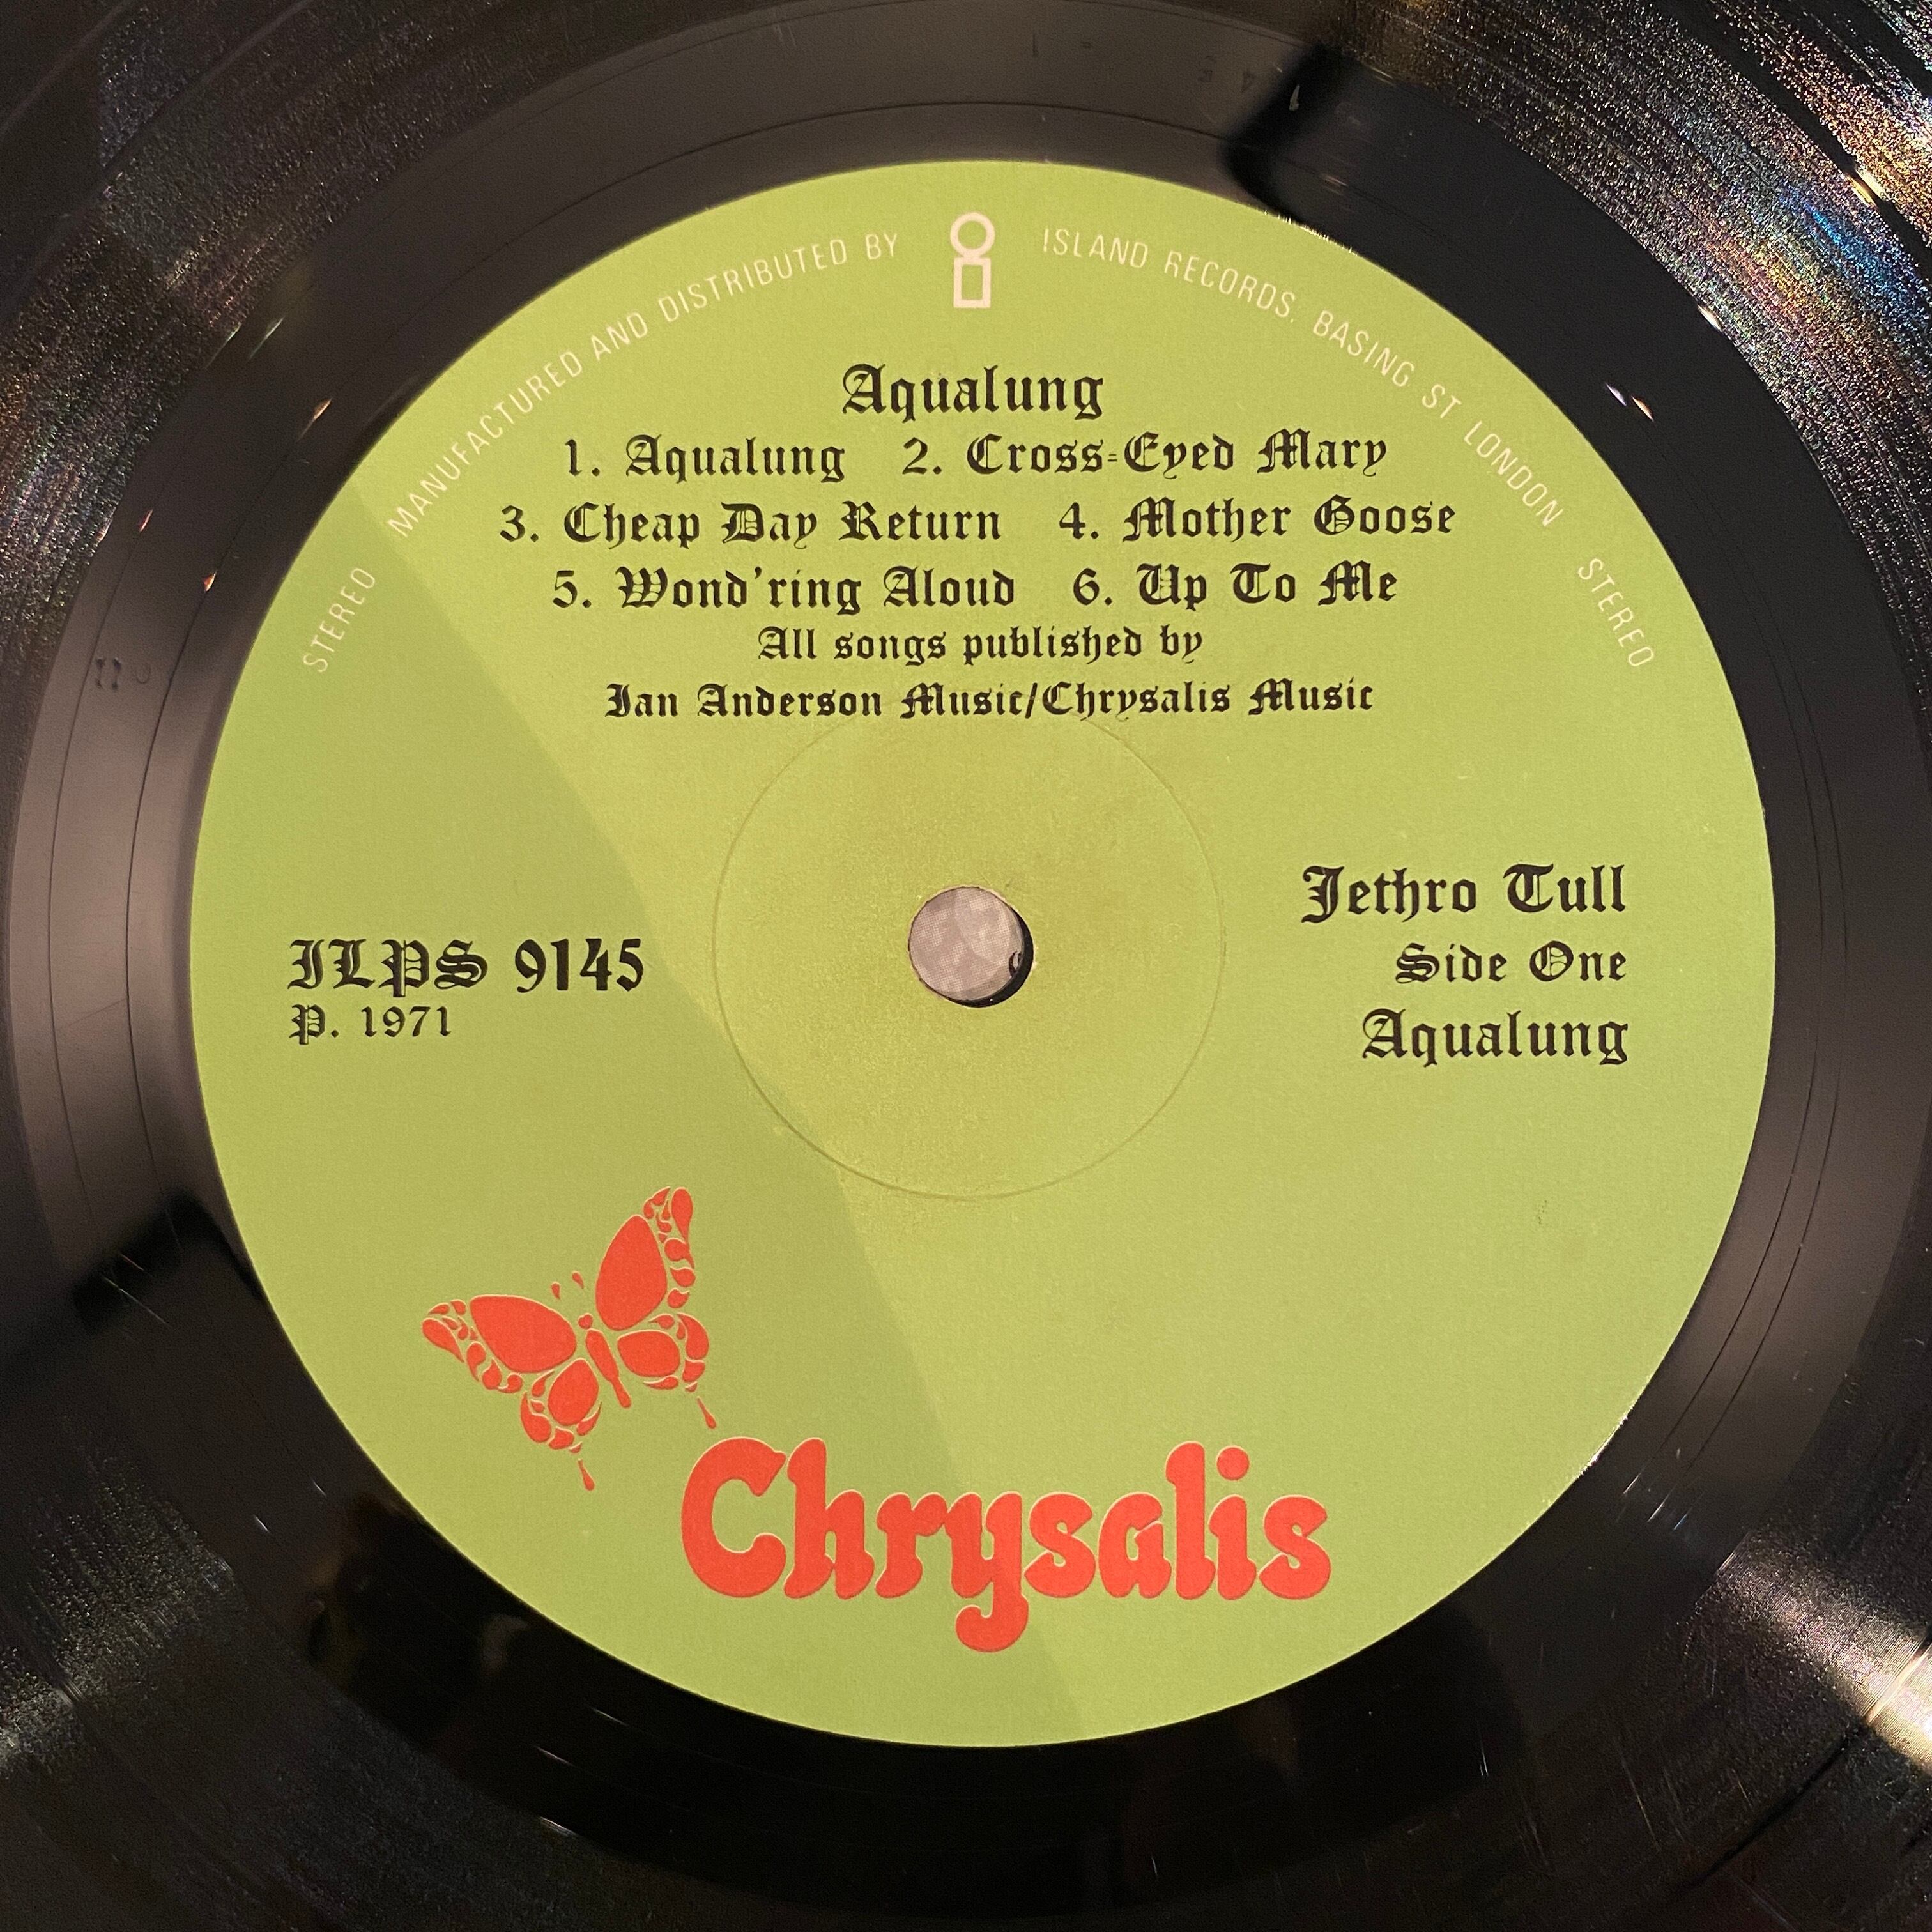 STEREO MANUFACTURED AND DISTRIBUTED BY ISLAND RECORDS. BASING ST LONDON STEREO
Aqualung
1. Aqualung 2. Cross-Eyed Mary
3. Cheap Day Return 4. Mother Goose
5. Wond'ring Aloud 6. Up To Me
All songs published by
Ian Anderson Music/Chrysalis Music
ILPS 9145
P. 1971
Jethro Tull
Side One
Aqualung
Chrysalis